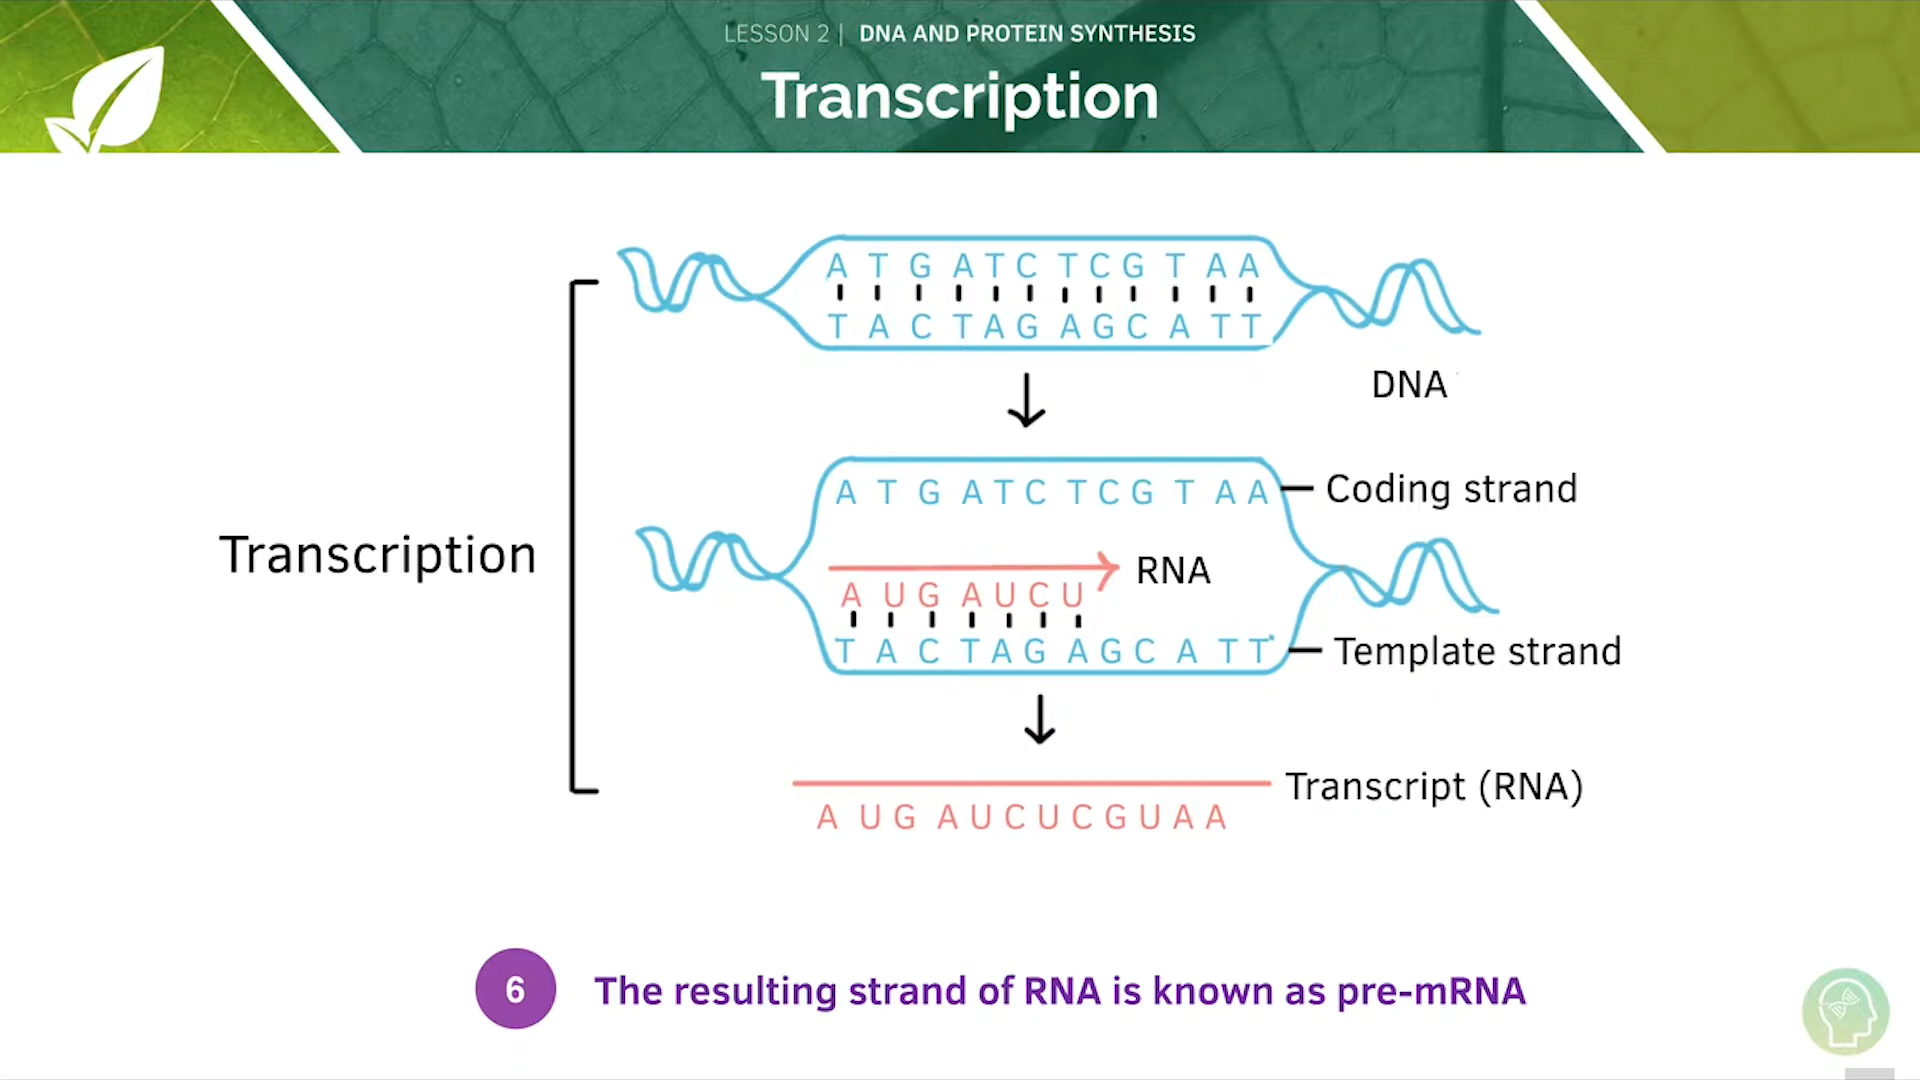 LESSON 2 | DNA AND PROTEIN SYNTHESIS
Transcription
A T G A T C T C G T A A
T A C T A G A G C A T T
DNA
A T G A T C T C G T A A Coding strand
Transcription
RNA
A U G A U C U
T A C T A G A G C A T T Template strand
Transcript (RNA)
A U G A U C U C G U A A
6 The resulting strand of RNA is known as pre-mRNA